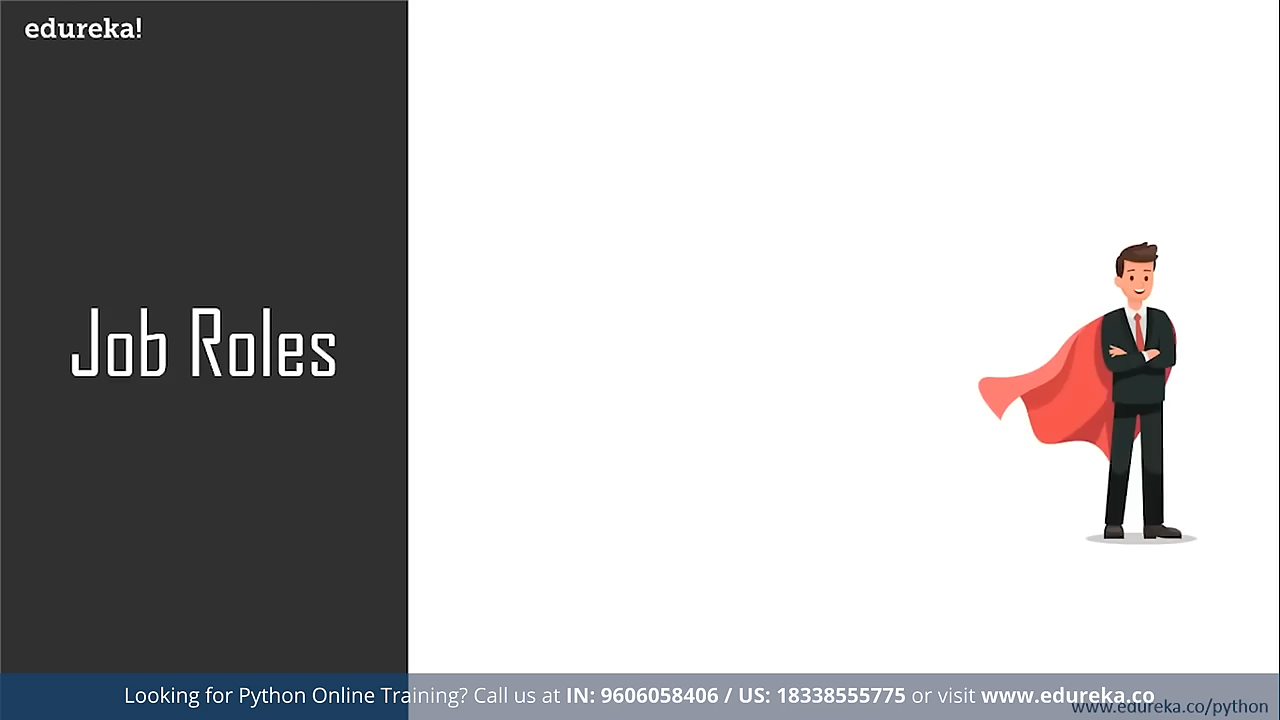 edureka!
Job Roles
Looking for Python Online Training? Call us at IN: 9606058406 / US: 18338555775 or visit www.edureka.co
www.edureka.co/python